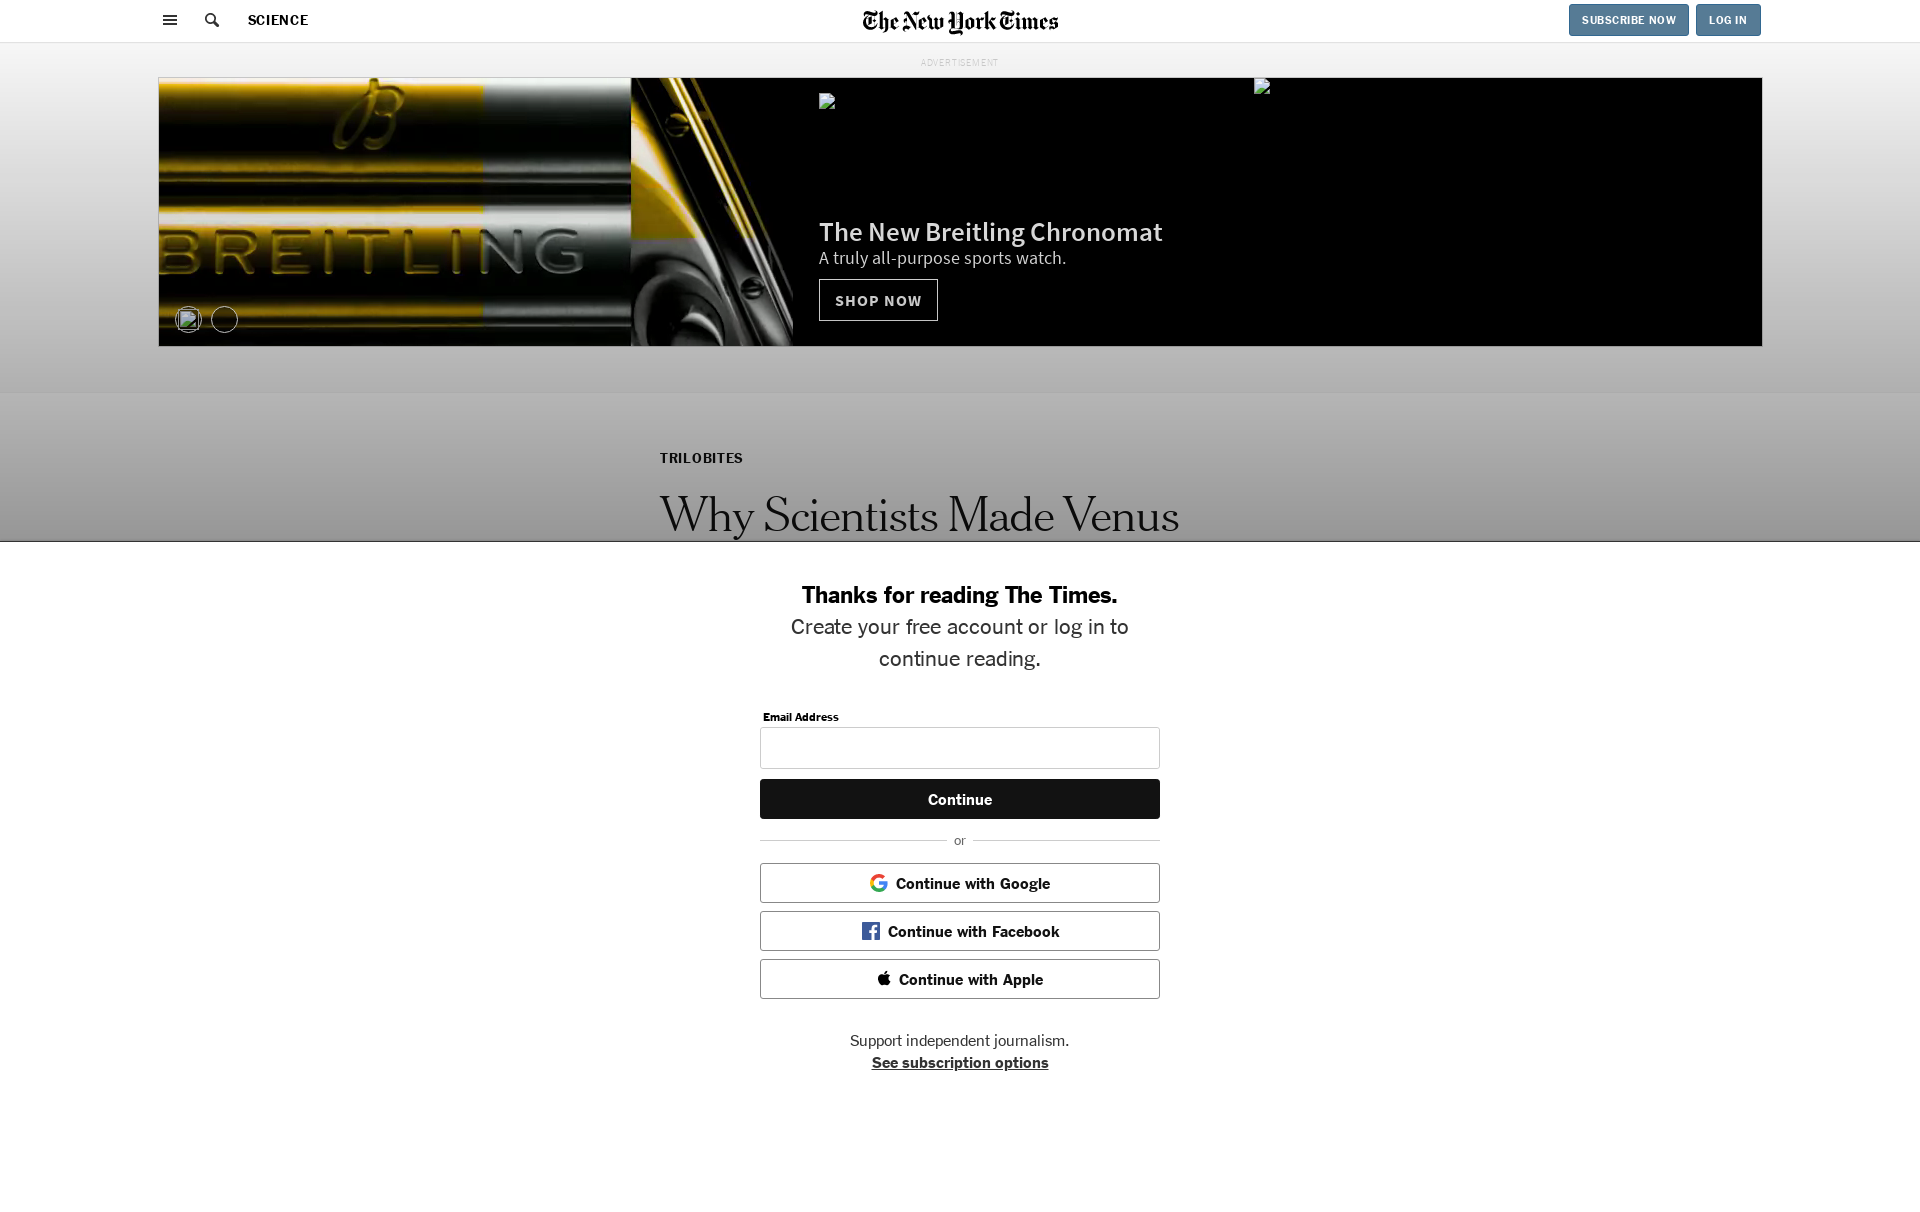 SCIENCE
The New York Times
SUBSCRIBE NOW
LOG IN
ADVERTISEMENT
B
BREITLING
The New Breitling Chronomat
A truly all-purpose sports watch.
SHOP NOW
TRILOBITES
Why Scientists Made Venus
Thanks for reading The Times.
Create your free account or log in to
continue reading.
Email Address
Continue
or
Continue with Google
Continue with Facebook
Continue with Apple
Support independent journalism.
See subscription options